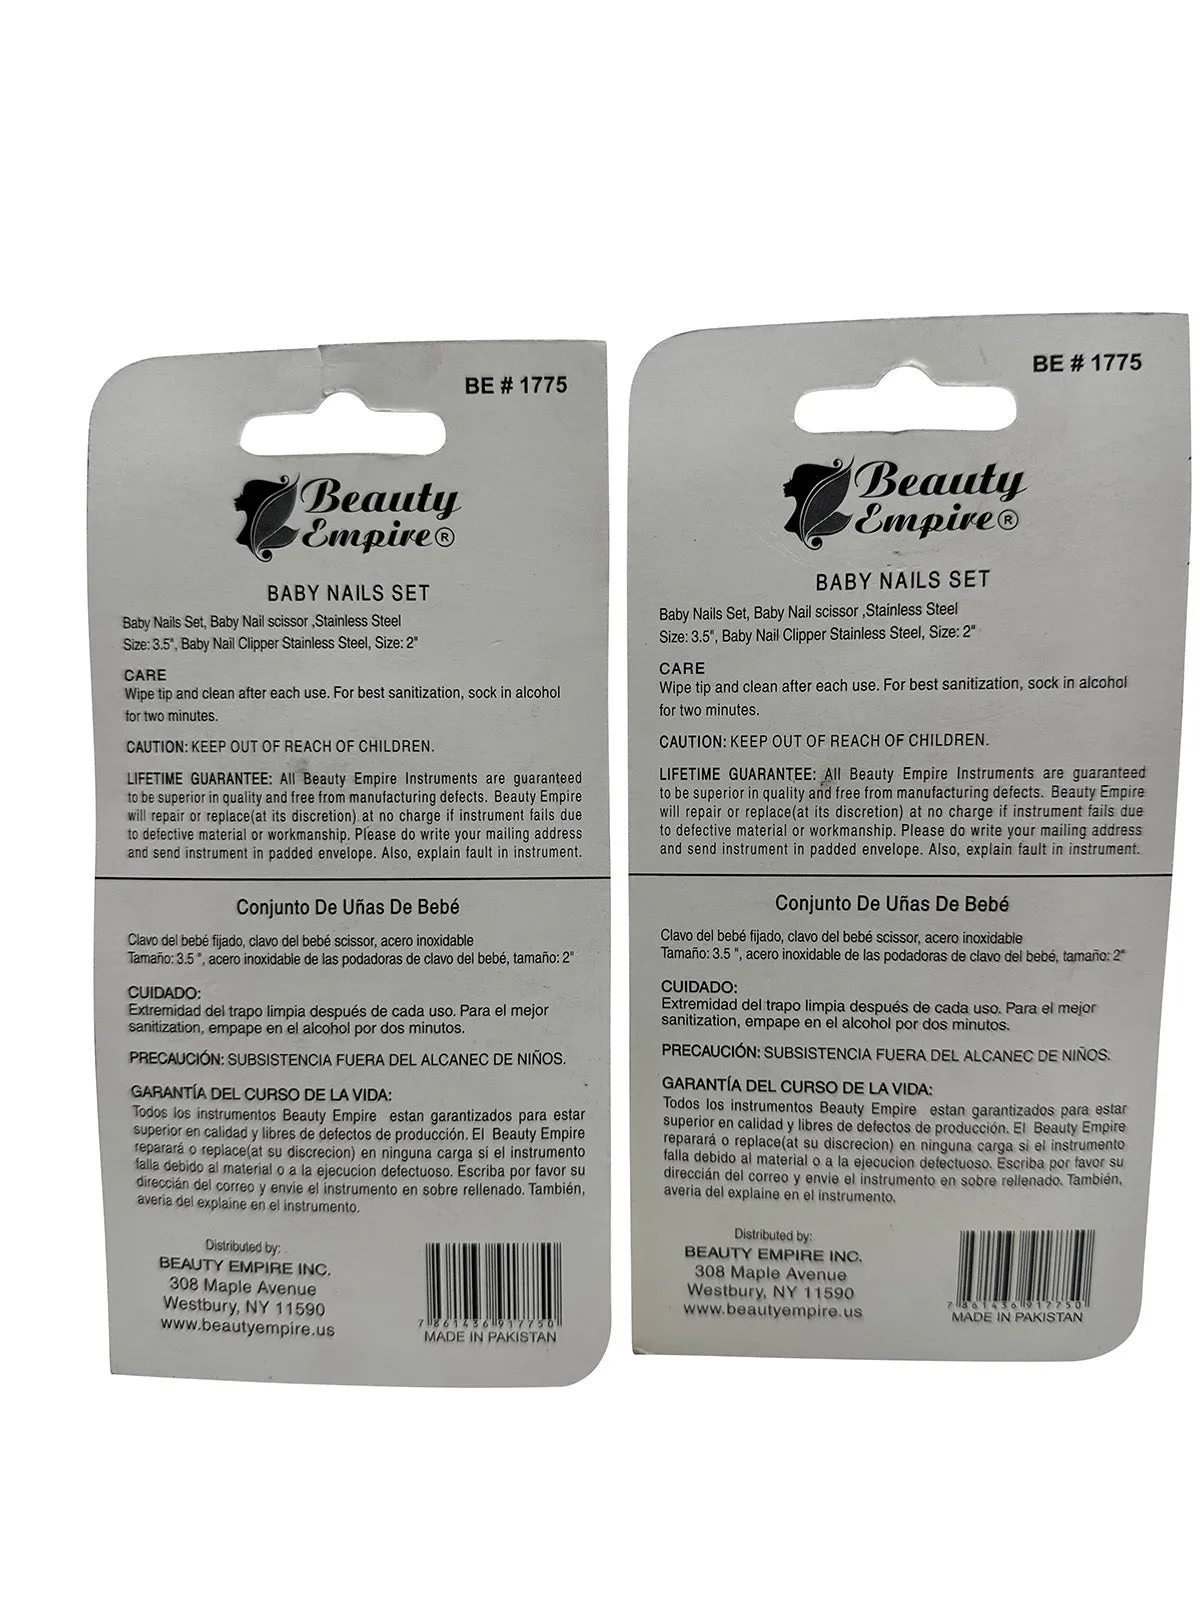 BE # 1775
Beauty
Empire®
BABY NAILS SET
Baby Nails Set, Baby Nail scissor ,Stainless Steel
Size: 3.5", Baby Nail Clipper Stainless Steel, Size: 2"
CARE
Wipe tip and clean after each use. For best sanitization, sock in alcohol
for two minutes.
CAUTION: KEEP OUT OF REACH OF CHILDREN.
LIFETIME GUARANTEE: All Beauty Empire Instruments are guaranteed
to be superior in quality and free from manufacturing defects. Beauty Empire
will repair or replace(at its discretion) at no charge if instrument fails due
to defective material or workmanship. Please do write your mailing address
and send instrument in padded envelope. Also, explain fault in instrument.
Conjunto De Uñas De Bebé
Clavo del bebé fijado, clavo del bebé scissor, acero inoxidable
Tamaño: 3.5 ", acero inoxidable de las podadoras de clavo del bebé, tamaño: 2"
CUIDADO:
Extremidad del trapo limpia después de cada uso. Para el mejor
sanitization, empape en el alcohol por dos minutos.
PRECAUCIÓN: SUBSISTENCIA FUERA DEL ALCANEC DE NIÑOS.
GARANTÍA DEL CURSO DE LA VIDA:
Todos los instrumentos Beauty Empire estan garantizados para estar
superior en calidad y libres de defectos de producción. El Beauty Empire
reparará o replace(at su discrecion) en ninguna carga si el instrumento
falla debido al material o a la ejecucion defectuoso. Escriba por favor su
dirección del correo y envie el instrumento en sobre rellenado. También,
averia del explaine en el instrumento.
Distributed by:
BEAUTY EMPIRE INC.
308 Maple Avenue
Westbury, NY 11590
www.beautyempire.us
7 861436 917750
MADE IN PAKISTAN
BE # 1775
Beauty
Empire®
BABY NAILS SET
Baby Nails Set, Baby Nail scissor ,Stainless Steel
Size: 3.5", Baby Nail Clipper Stainless Steel, Size: 2"
CARE
Wipe tip and clean after each use. For best sanitization, sock in alcohol
for two minutes.
CAUTION: KEEP OUT OF REACH OF CHILDREN.
LIFETIME GUARANTEE: All Beauty Empire Instruments are guaranteed
to be superior in quality and free from manufacturing defects. Beauty Empire
will repair or replace(at its discretion) at no charge if instrument fails due
to defective material or workmanship. Please do write your mailing address
and send instrument in padded envelope. Also, explain fault in instrument.
Conjunto De Uñas De Bebé
Clavo del bebé fijado, clavo del bebé scissor, acero inoxidable
Tamaño: 3.5 ", acero inoxidable de las podadoras de clavo del bebé, tamaño: 2"
CUIDADO:
Extremidad del trapo limpia después de cada uso. Para el mejor
sanitization, empape en el alcohol por dos minutos.
PRECAUCIÓN: SUBSISTENCIA FUERA DEL ALCANEC DE NIÑOS.
GARANTÍA DEL CURSO DE LA VIDA:
Todos los instrumentos Beauty Empire estan garantizados para estar
superior en calidad y libres de defectos de producción. El Beauty Empire
reparará o replace(at su discrecion) en ninguna carga si el instrumento
falla debido al material o a la ejecucion defectuoso. Escriba por favor su
dirección del correo y envie el instrumento en sobre rellenado. También,
averia del explaine en el instrumento.
Distributed by:
BEAUTY EMPIRE INC.
308 Maple Avenue
Westbury, NY 11590
www.beautyempire.us
7 861436 917750
MADE IN PAKISTAN